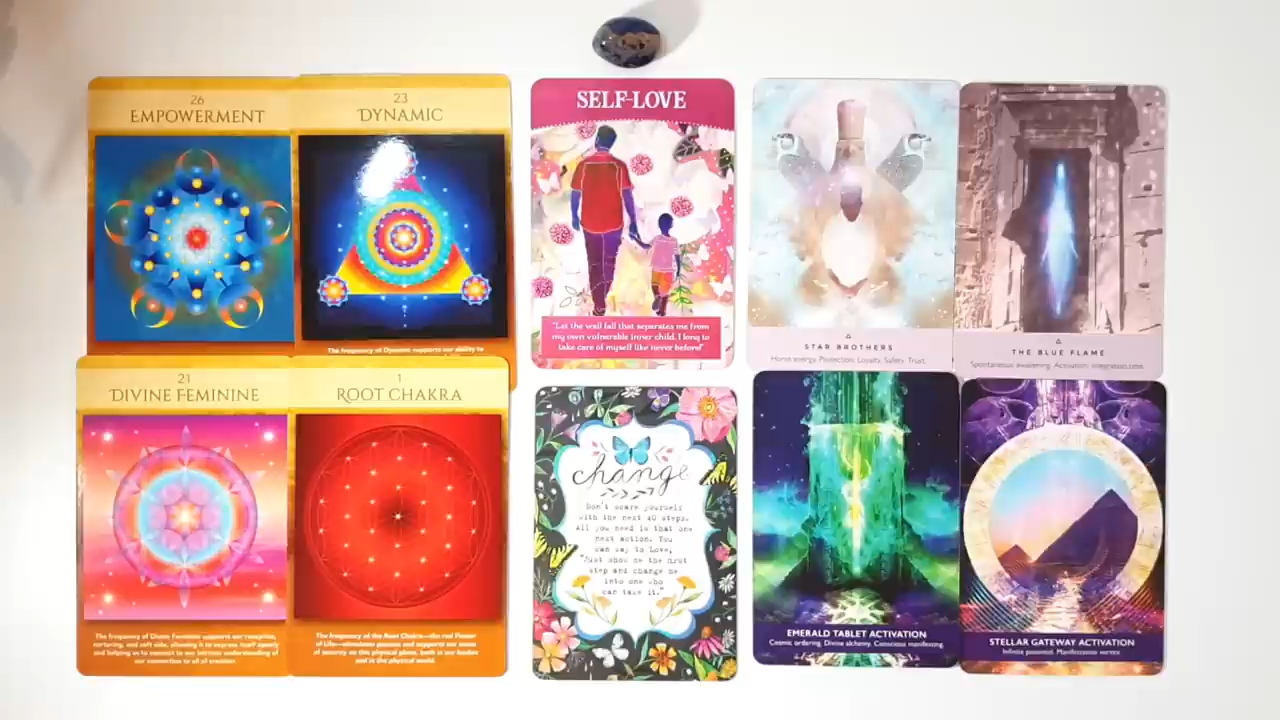 26
EMPOWERMENT
23
DYNAMIC
The frequency of Dynamic supports our ability to
21
DIVINE FEMININE
The frequency of Divine Feminine supports our receptive,
nurturing, and soft side, allowing it to express itself openly
and helping us to connect to our intrinsic understanding of
our connection to all of creation.
1
ROOT CHAKRA
The frequency of the Root Chakra—the red Flower
of Life—stimulates passion and supports our sense
of security on this physical plane, both in our bodies
and in the physical world.
SELF-LOVE
"Let the wall fall that separates me from
my own vulnerable inner child. I long to
take care of myself like never before!"
change
Don't scare yourself
with the next 40 steps.
All you need is that one
next action. You
can say to Love,
"Just show me the first
step and change me
into one who
can take it."
STAR BROTHERS
Home energy. Protection. Loyalty. Safety. Trust.
THE BLUE FLAME
Spontaneous awakening. Activation. Integration time.
EMERALD TABLET ACTIVATION
Cosmic ordering. Divine alchemy. Conscious manifesting.
STELLAR GATEWAY ACTIVATION
Infinite potential. Manifestation vortex